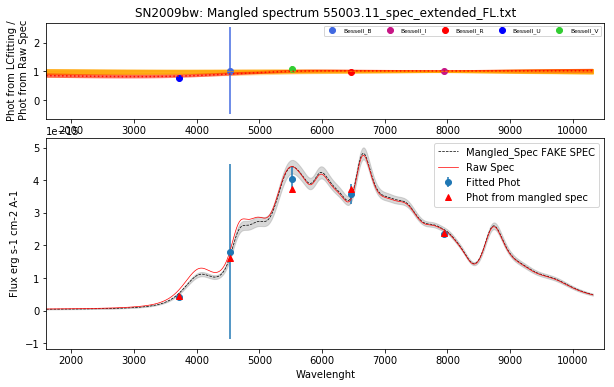 SN2009bw: Mangled spectrum 55003.11_spec_extended_FL.txt
Phot from LCfitting /
Phot from Raw Spec
2
1
0
Bessell_B
Bessell_I
Bessell_R
Bessell_U
Bessell_V
2000 3000 4000 5000 6000 7000 8000 9000 10000
1e−15
Flux erg s-1 cm-2 A-1
5
4
3
2
1
0
−1
Mangled_Spec FAKE SPEC
Raw Spec
Fitted Phot
Phot from mangled spec
2000 3000 4000 5000 6000 7000 8000 9000 10000
Wavelenght